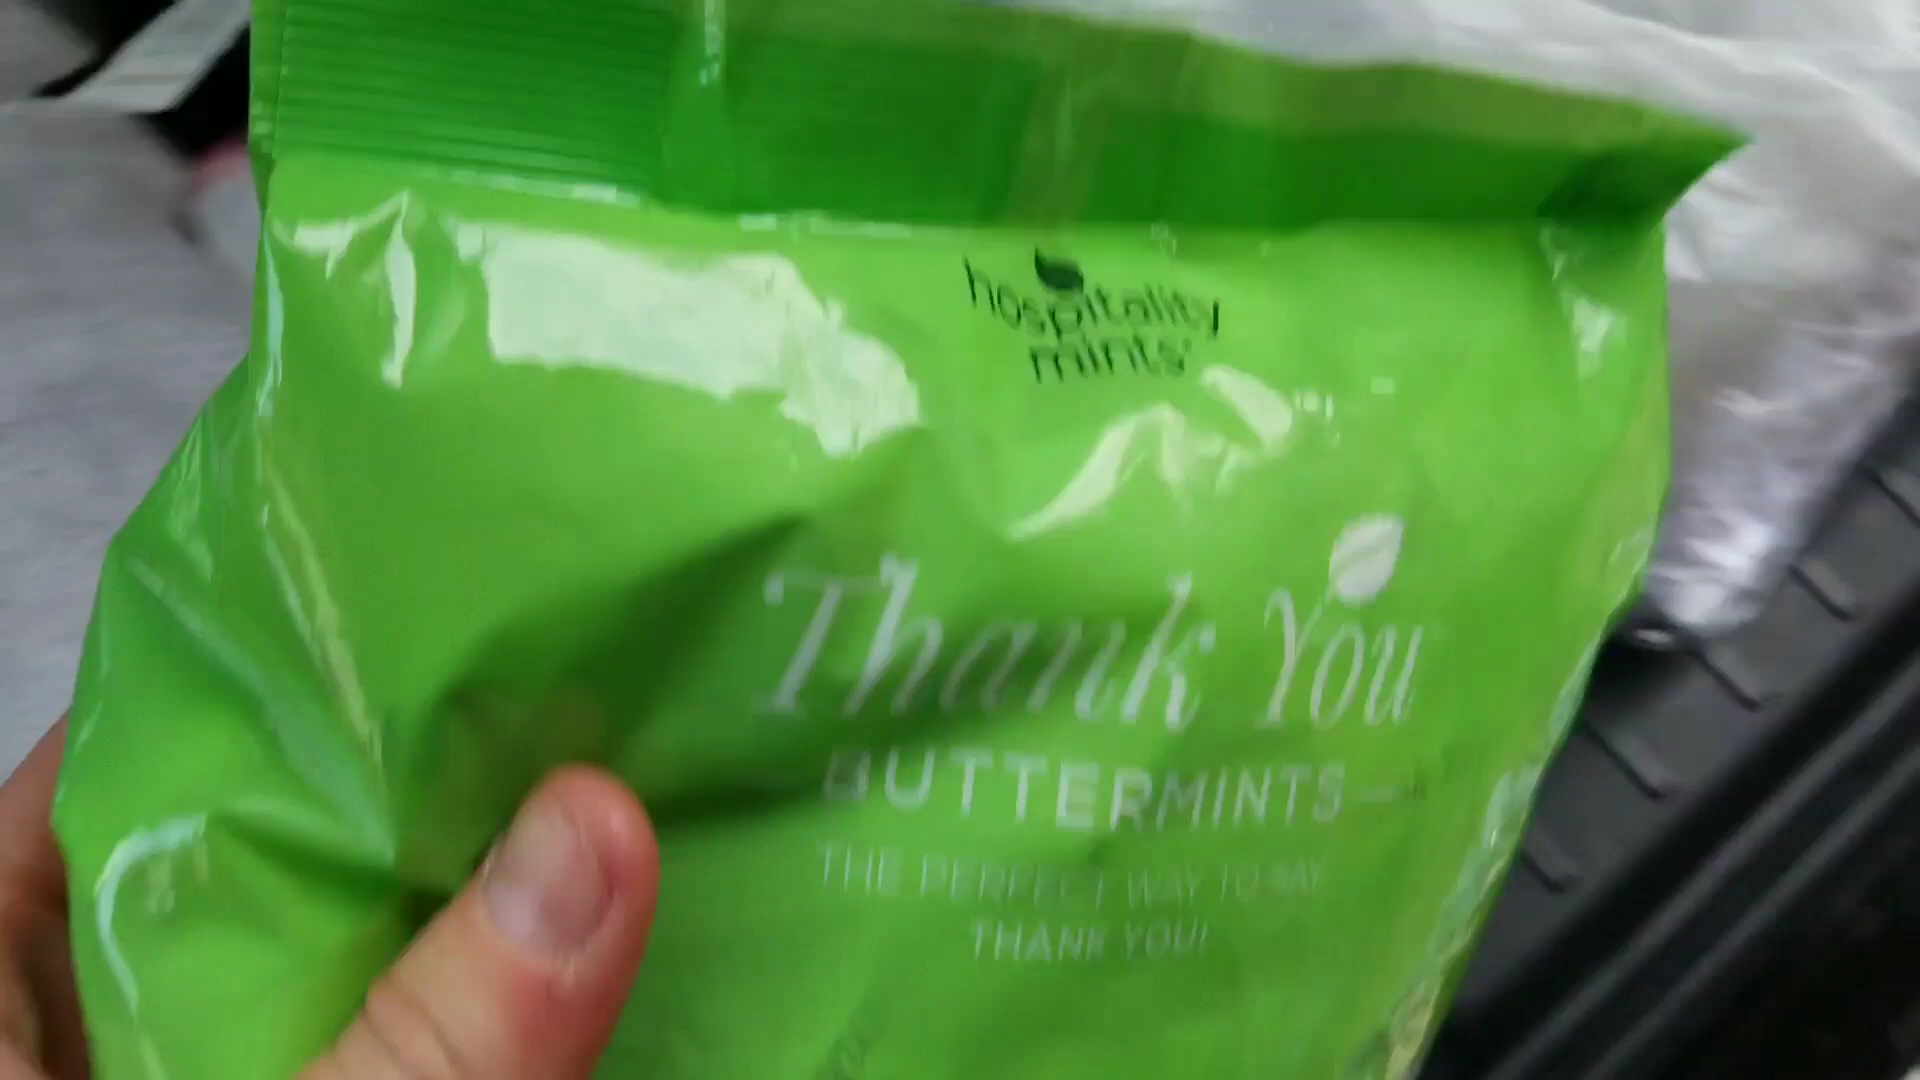 hospitality
mints®
Thank You
BUTTERMINTS
THE PERFECT WAY TO SAY
THANK YOU!